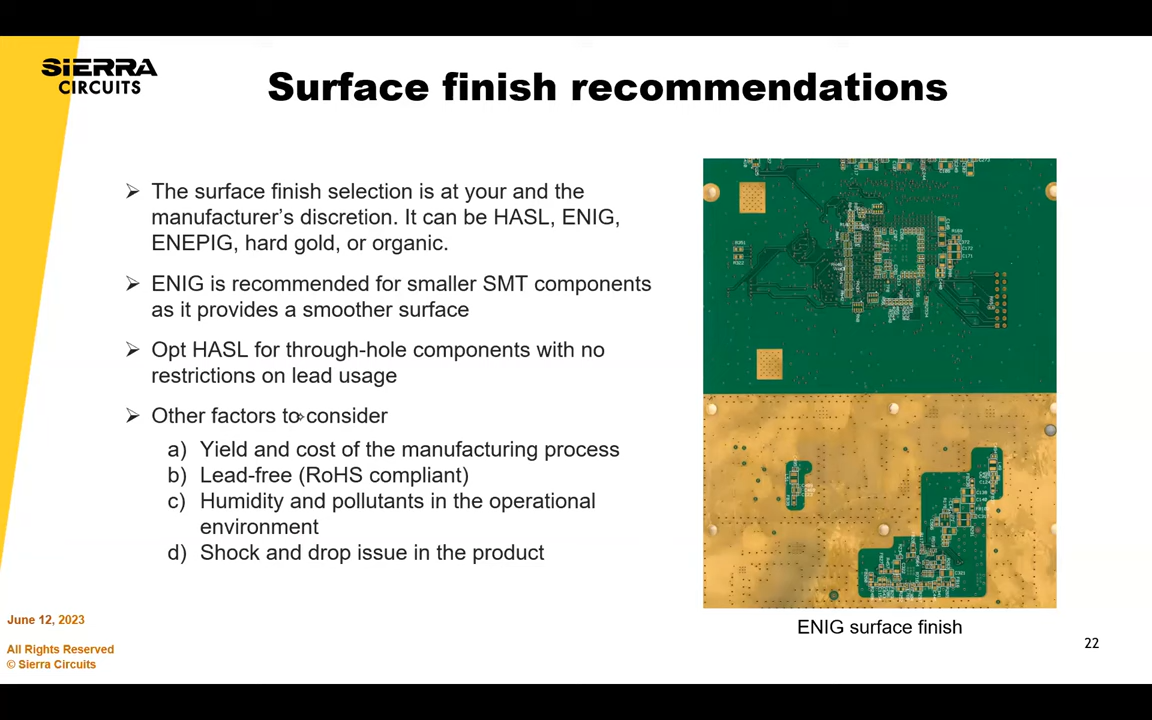 SIERRA
CIRCUITS
Surface finish recommendations
➢ The surface finish selection is at your and the
manufacturer's discretion. It can be HASL, ENIG,
ENEPIG, hard gold, or organic.
➢ ENIG is recommended for smaller SMT components
as it provides a smoother surface
➢ Opt HASL for through-hole components with no
restrictions on lead usage
➢ Other factors to consider
a) Yield and cost of the manufacturing process
b) Lead-free (RoHS compliant)
c) Humidity and pollutants in the operational
environment
d) Shock and drop issue in the product
ENIG surface finish
June 12, 2023
All Rights Reserved
© Sierra Circuits
22